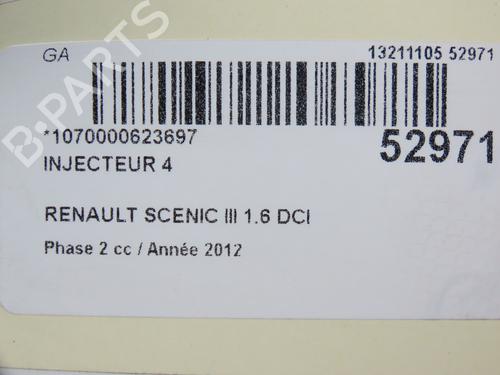 GA 13211105 52971
*1070000623697 52971
INJECTEUR 4
RENAULT SCENIC III 1.6 DCI
Phase 2 cc / Année 2012
B-PARTS